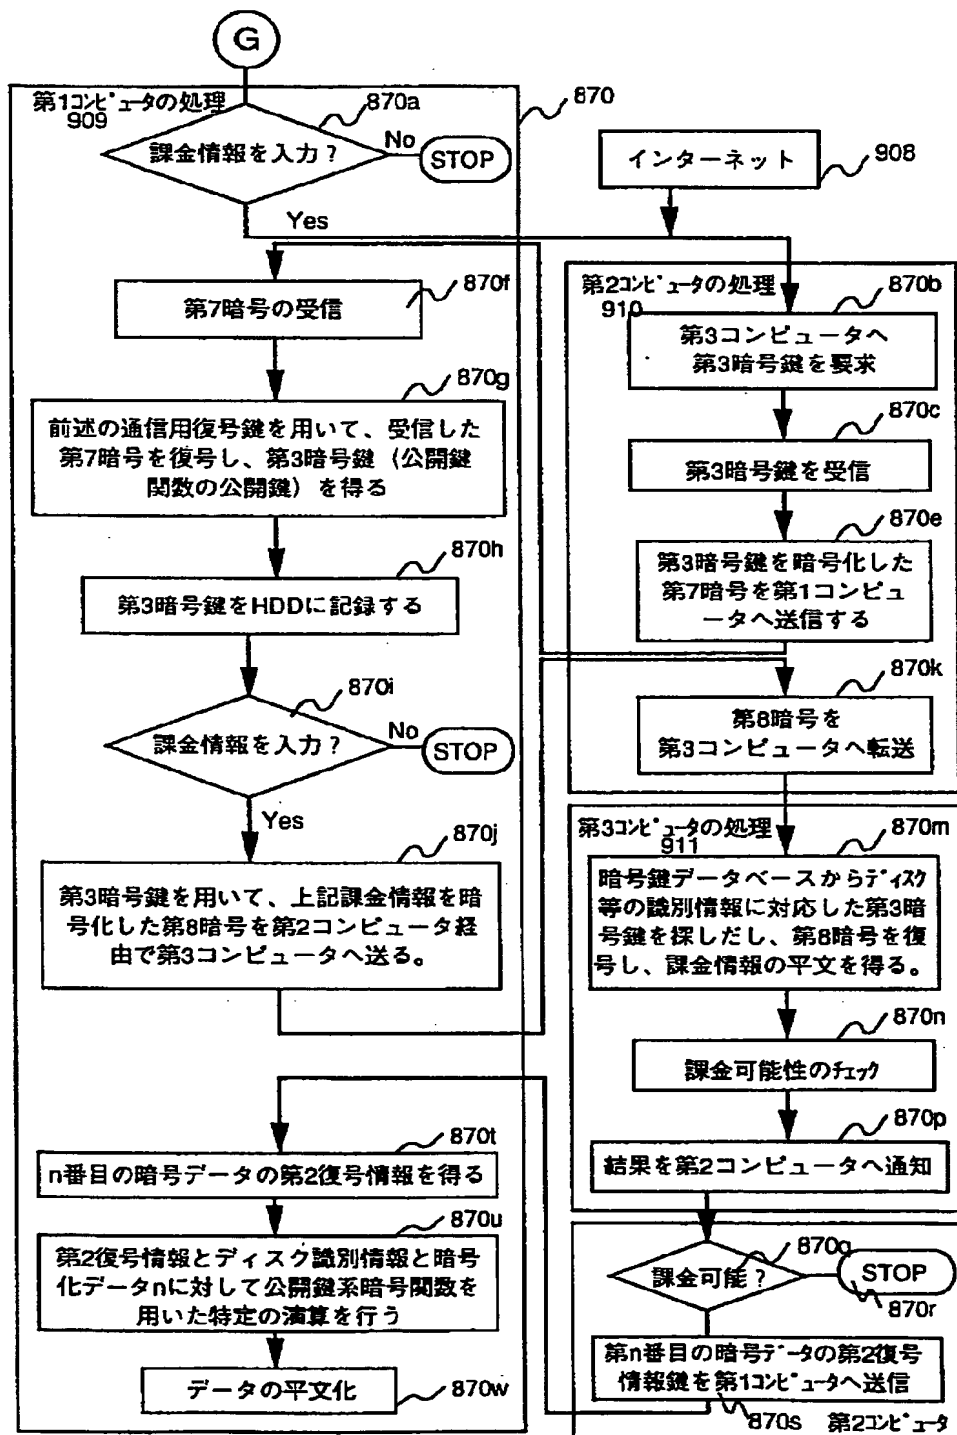 G
第1コンピュータの処理
909
870a
課金情報を入力？
No
STOP
870
Yes
インターネット
908
870f
第7暗号の受信
870g
前述の通信用復号鍵を用いて、受信した
第7暗号を復号し、第3暗号鍵（公開鍵
関数の公開鍵）を得る
870h
第3暗号鍵をHDDに記録する
870i
課金情報を入力？
No
STOP
Yes
870j
第3暗号鍵を用いて、上記課金情報を暗
号化した第8暗号を第2コンピュータ経
由で第3コンピュータへ送る。
第2コンピュータの処理
910
870b
第3コンピュータへ
第3暗号鍵を要求
870c
第3暗号鍵を受信
870e
第3暗号鍵を暗号化した
第7暗号を第1コンピュ
ータへ送信する
870k
第8暗号を
第3コンピュータへ転送
第3コンピュータの処理
911
870m
暗号鍵データベースからディスク
等の識別情報に対応した第3暗
号鍵を探しだし、第8暗号を復
号し、課金情報の平文を得る。
870n
課金可能性のチェック
870p
結果を第2コンピュータへ通知
870q
課金可能？
STOP
870r
第n番目の暗号データの第2復号
情報鍵を第1コンピュータへ送信
870s
第2コンピュータ
870t
n番目の暗号データの第2復号情報を得る
870u
第2復号情報とディスク識別情報と暗号
化データnに対して公開鍵系暗号関数を
用いた特定の演算を行う
データの平文化
870w